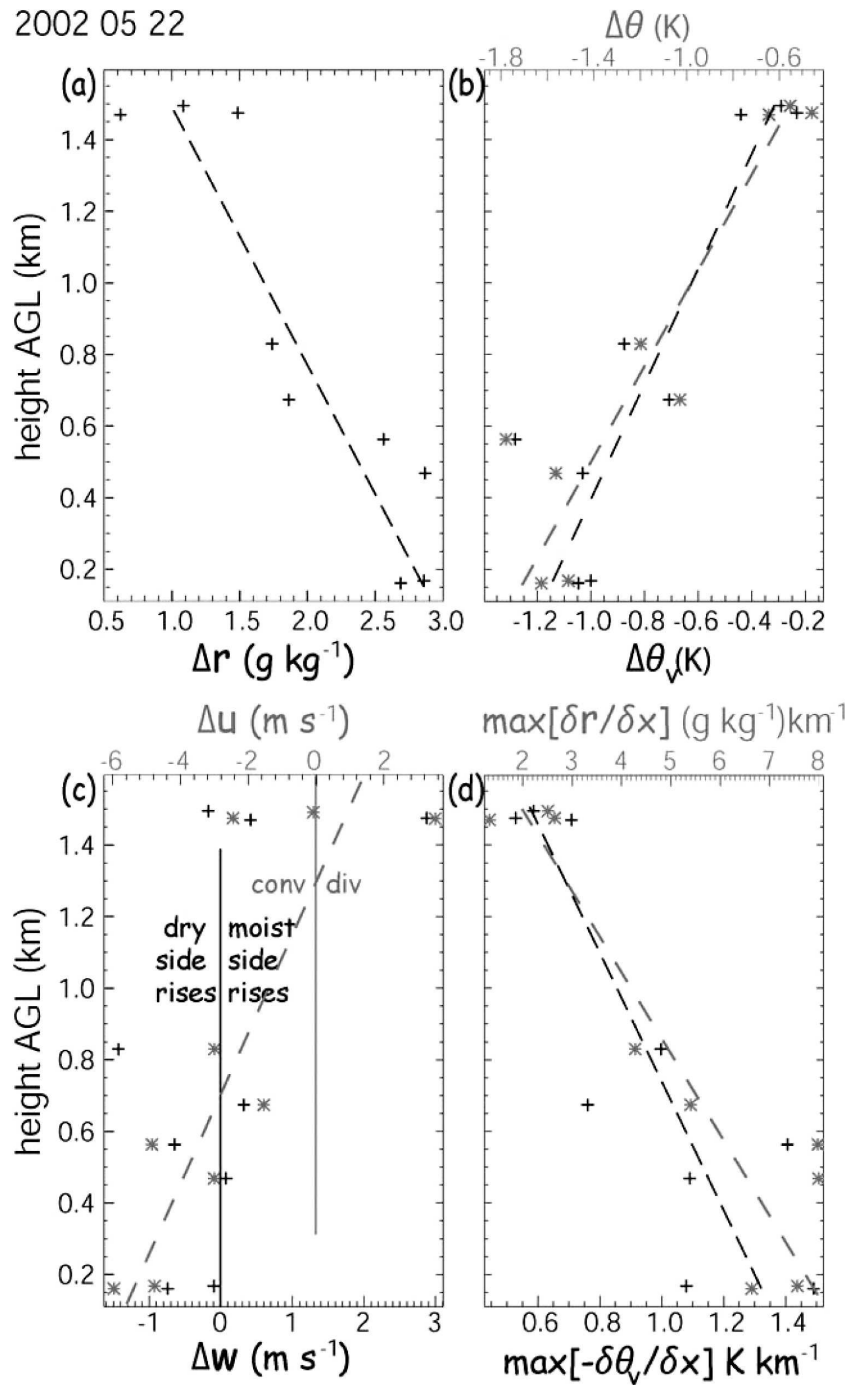 2002 05 22
Δθ (K)
-1.8 -1.4 -1.0 -0.6
(a) (b)
1.4
1.2
1.0
0.8
0.6
0.4
0.2
height AGL (km)
0.5 1.0 1.5 2.0 2.5 3.0 -1.2 -1.0 -0.8 -0.6 -0.4 -0.2
Δr (g kg⁻¹) Δθᵥ(K)
Δu (m s⁻¹) max[δr/δx] (g kg⁻¹)km⁻¹
-6 -4 -2 0 2 2 3 4 5 6 7 8
(c) (d)
1.4
1.2
1.0
0.8
0.6
0.4
0.2
height AGL (km)
conv div
dry moist
side side
rises rises
-1 0 1 2 3 0.6 0.8 1.0 1.2 1.4
Δw (m s⁻¹) max[-δθᵥ/δx] K km⁻¹